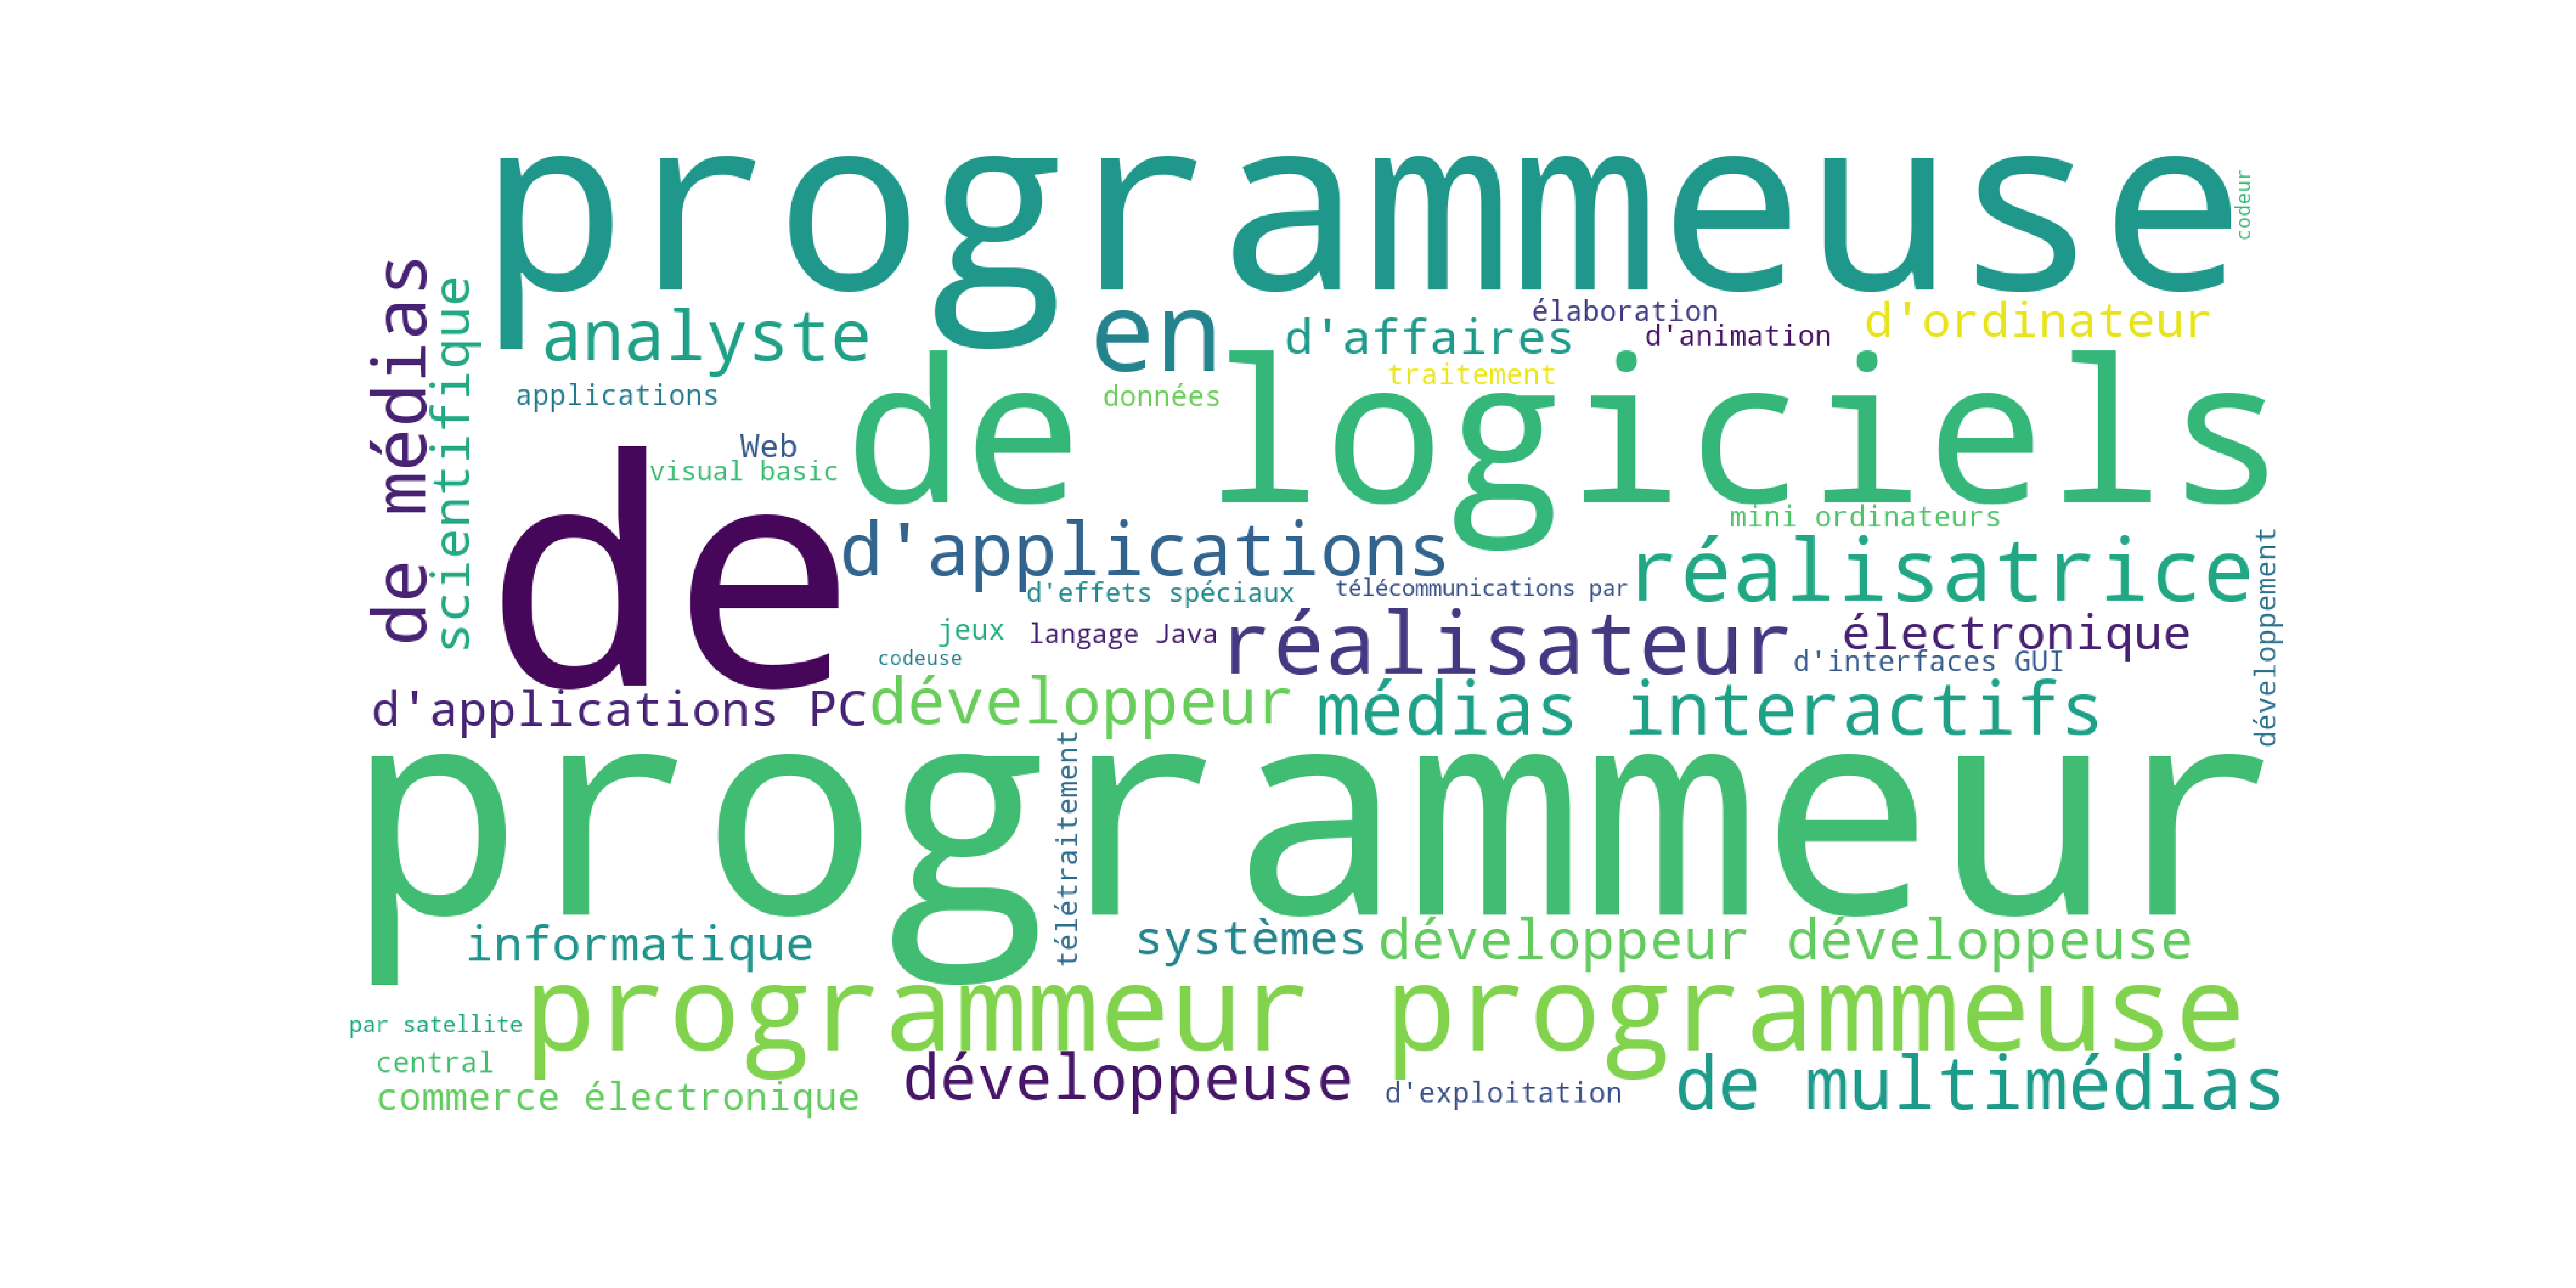 programmeuse
codeur
de médias
scientifique
analyste
en
d'affaires
élaboration
d'animation
d'ordinateur
applications
données
traitement
de logiciels
Web
visual basic
de
mini ordinateurs
d'applications
réalisatrice
développement
d'effets spéciaux
télécommunications par
jeux
langage Java
réalisateur
électronique
codeuse
d'interfaces GUI
d'applications PC
développeur
médias interactifs
programmeur
télétraitement
informatique
systèmes
développeur développeuse
programmeur programmeuse
par satellite
central
développeuse
de multimédias
commerce électronique
d'exploitation